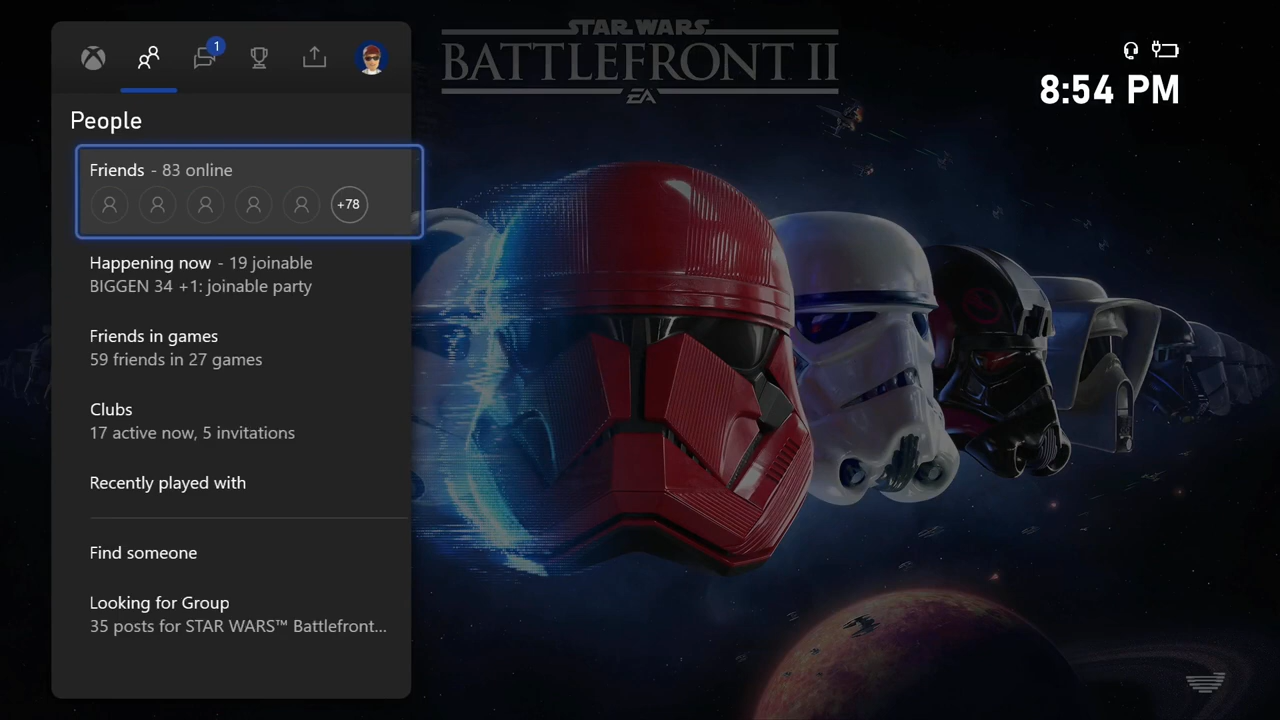 1
People
Friends - 83 online
+78
Happening now - 19 joinable
BIGGEN 34 +1: joinable party
Friends in games
59 friends in 27 games
Clubs
17 active now, 5 invitations
Recently played with
Find someone
Looking for Group
35 posts for STAR WARS™ Battlefront...
STAR WARS
BATTLEFRONT II
EA
8:54 PM